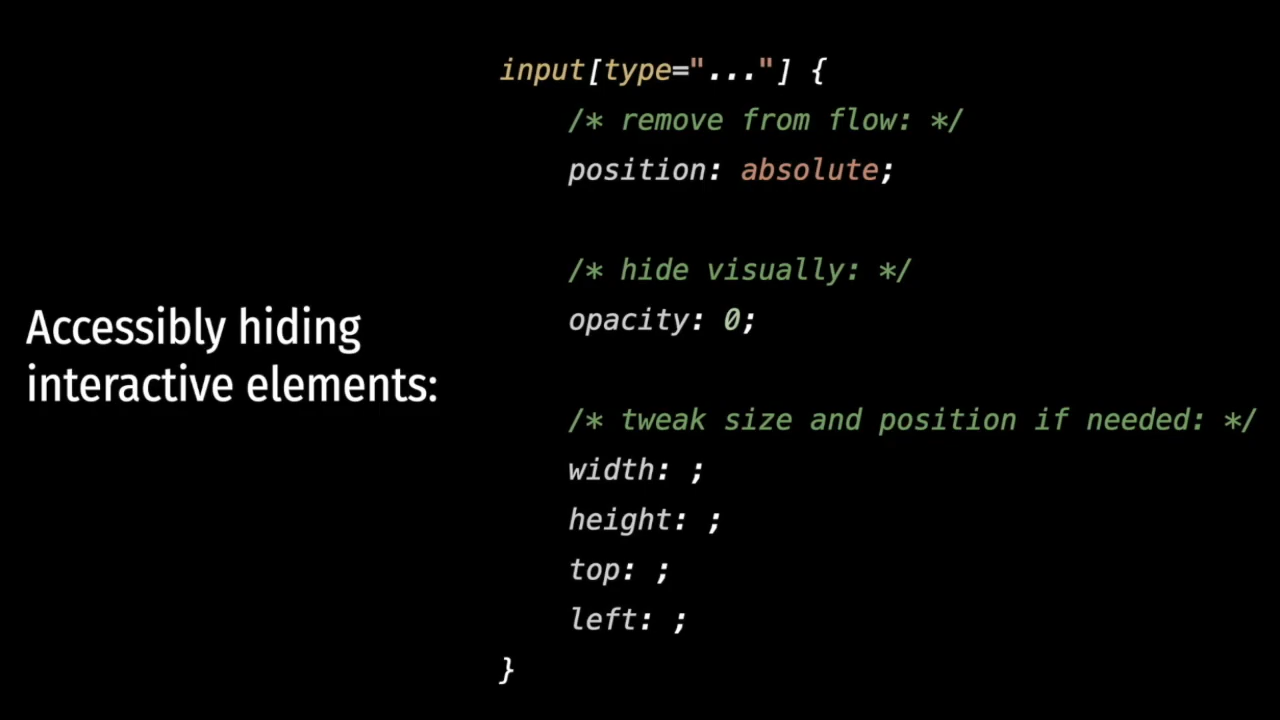 Accessibly hiding
interactive elements:
input[type="..."] {
/* remove from flow: */
position: absolute;
/* hide visually: */
opacity: 0;
/* tweak size and position if needed: */
width: ;
height: ;
top: ;
left: ;
}